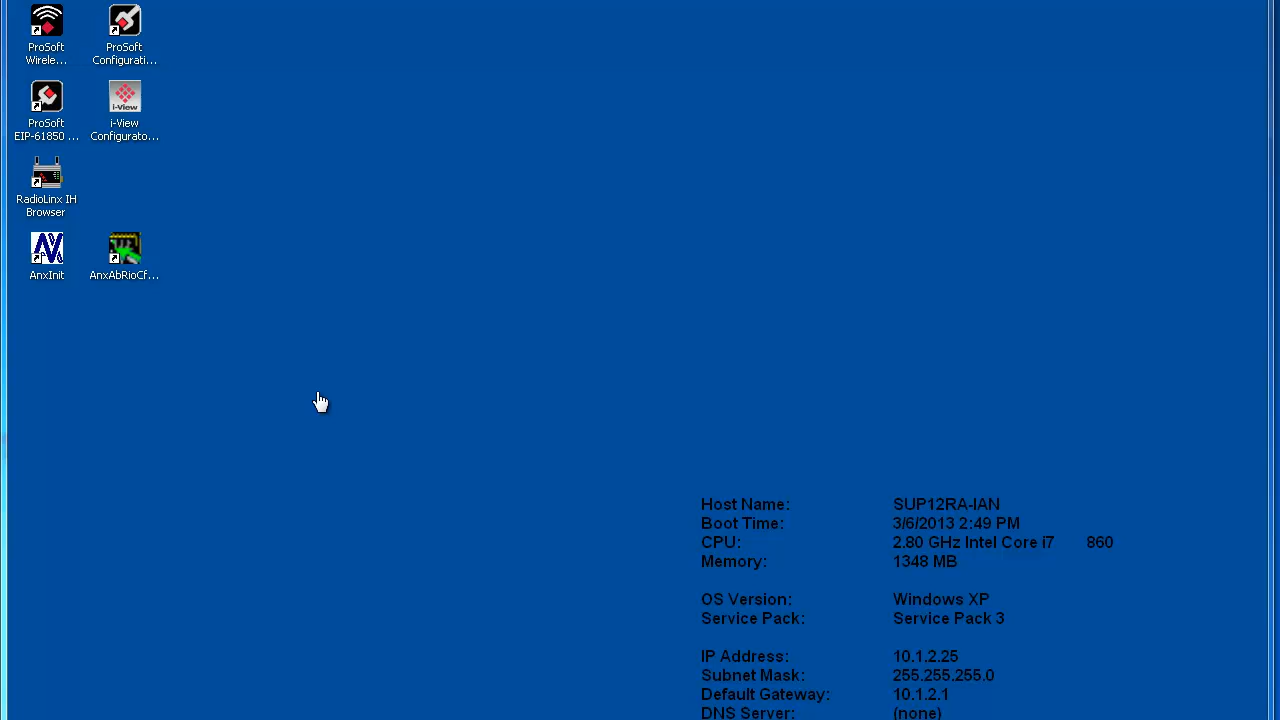 ProSoft
Wirele...
ProSoft
Configurati...
ProSoft
EIP-61850 ...
i-View
i-View
Configurato...
RadioLinx IH
Browser
AnxInit
AnxAbRioCf...
Host Name: SUP12RA-IAN
Boot Time: 3/6/2013 2:49 PM
CPU: 2.80 GHz Intel Core i7 860
Memory: 1348 MB
OS Version: Windows XP
Service Pack: Service Pack 3
IP Address: 10.1.2.25
Subnet Mask: 255.255.255.0
Default Gateway: 10.1.2.1
DNS Server: (none)